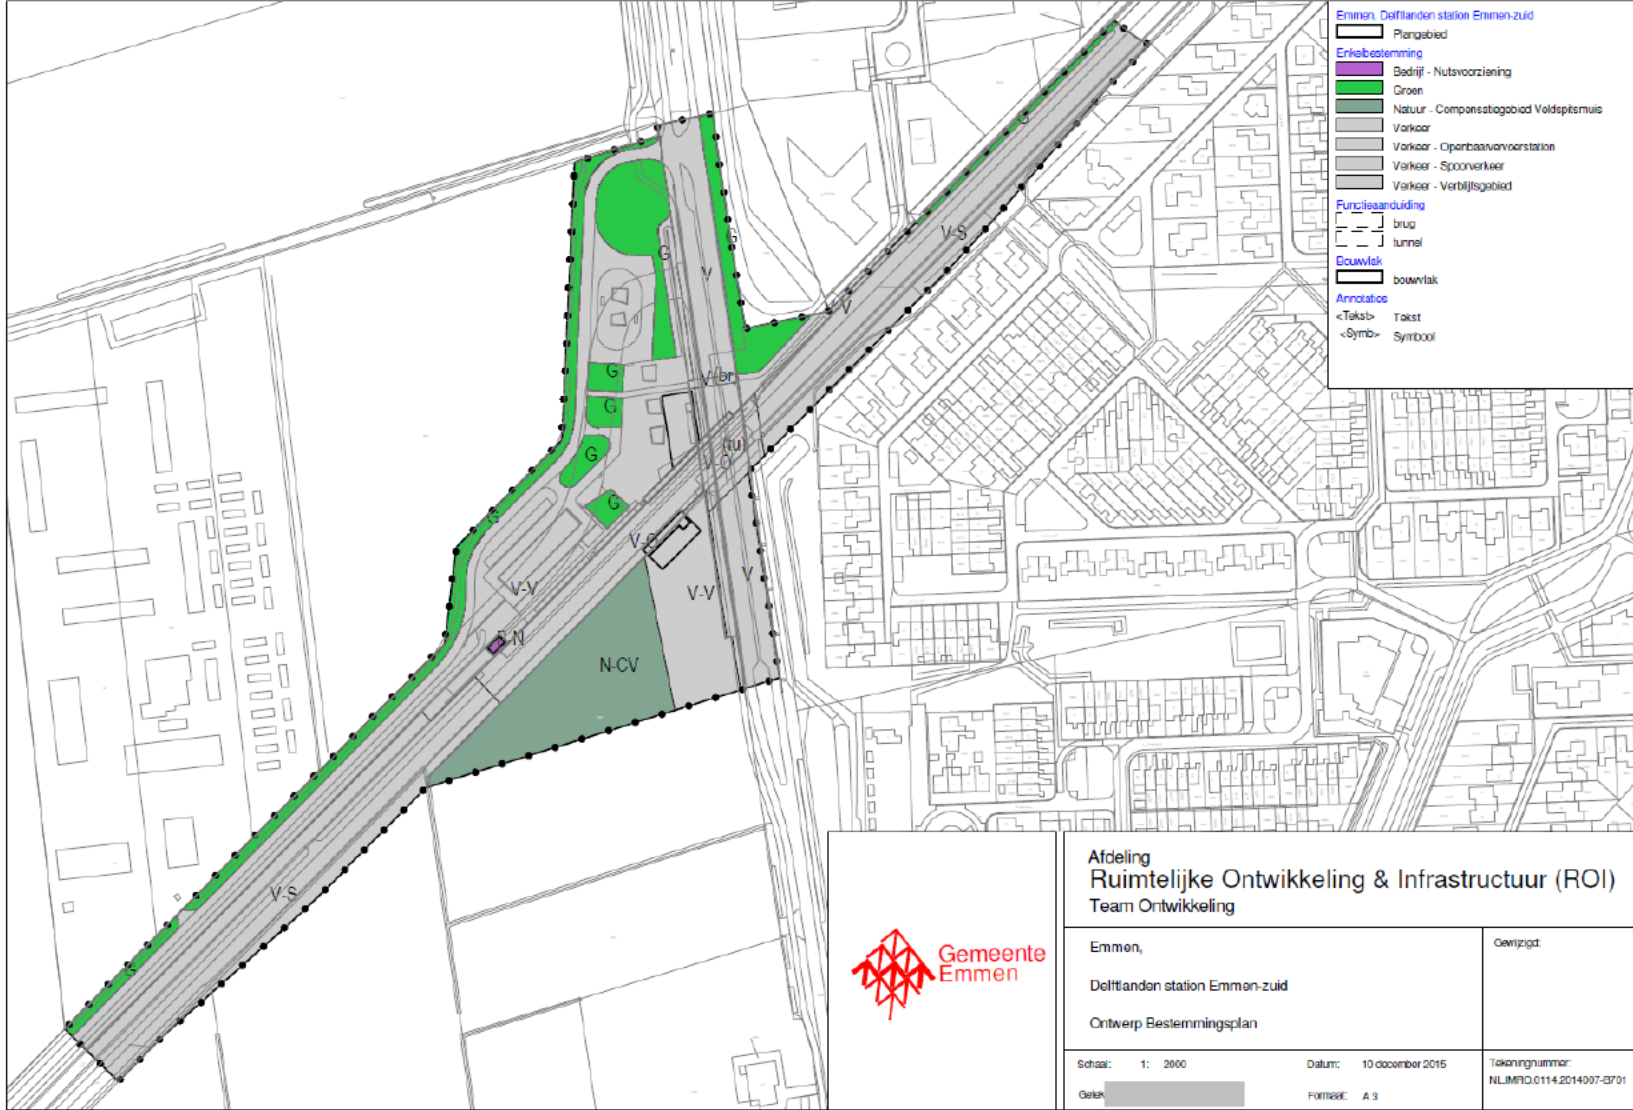 Emmen, Delftlanden station Emmen-zuid
Plangebied
Enkelbestemming
Bedrijf - Nutsvoorziening
Groen
Natuur - Compensatiegebied Veldspitsmuis
Verkeer
Verkeer - Openbaarvervoerstation
Verkeer - Spoorverkeer
Verkeer - Verblijfsgebied
Functieaanduiding
brug
tunnel
Bouwvlak
bouwvlak
Annotaties
<Tekst> Tekst
<Symb> Symbool
G
V-S
G
G
V
V-V
G
V-(br)
G
(tu)
V-O
G
G
G
V-O
V-V
V
V-V
B-N
N-CV
V-S
G
Gemeente
Emmen
Afdeling
Ruimtelijke Ontwikkeling & Infrastructuur (ROI)
Team Ontwikkeling
Emmen,
Delftlanden station Emmen-zuid
Ontwerp Bestemmingsplan
Gewijzigd:
Schaal: 1: 2000
Datum: 10 december 2015
Getek
Formaat: A 3
Tekeningnummer:
NL.IMRO.0114.2014007-B701